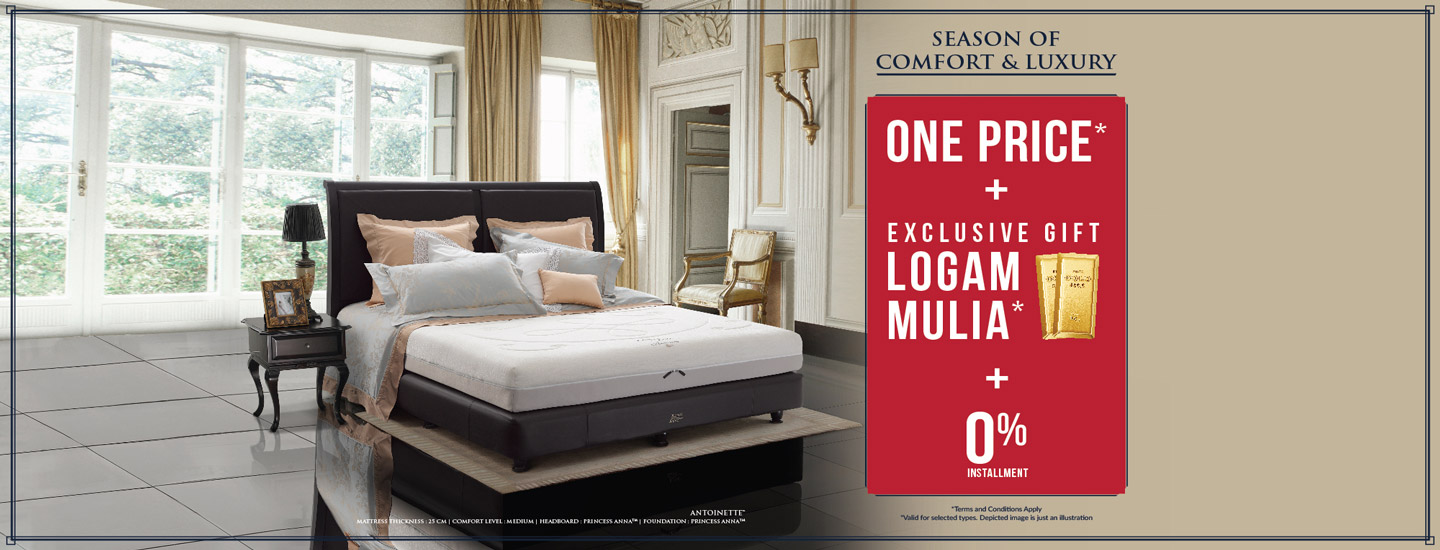 SEASON OF
COMFORT & LUXURY
ONE PRICE*
+
EXCLUSIVE GIFT
LOGAM
MULIA*
+
0%
INSTALLMENT
*Terms and Conditions Apply
*Valid for selected types. Depicted image is just an illustration
ANTOINETTE™
MATTRESS THICKNESS : 25 CM | COMFORT LEVEL : MEDIUM | HEADBOARD : PRINCESS ANNA™ | FOUNDATION : PRINCESS ANNA™